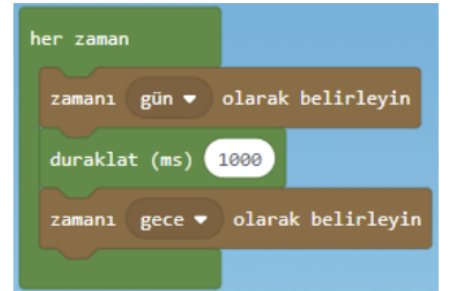 her zaman
zamanı gün olarak belirleyin
duraklat (ms) 1000
zamanı gece olarak belirleyin